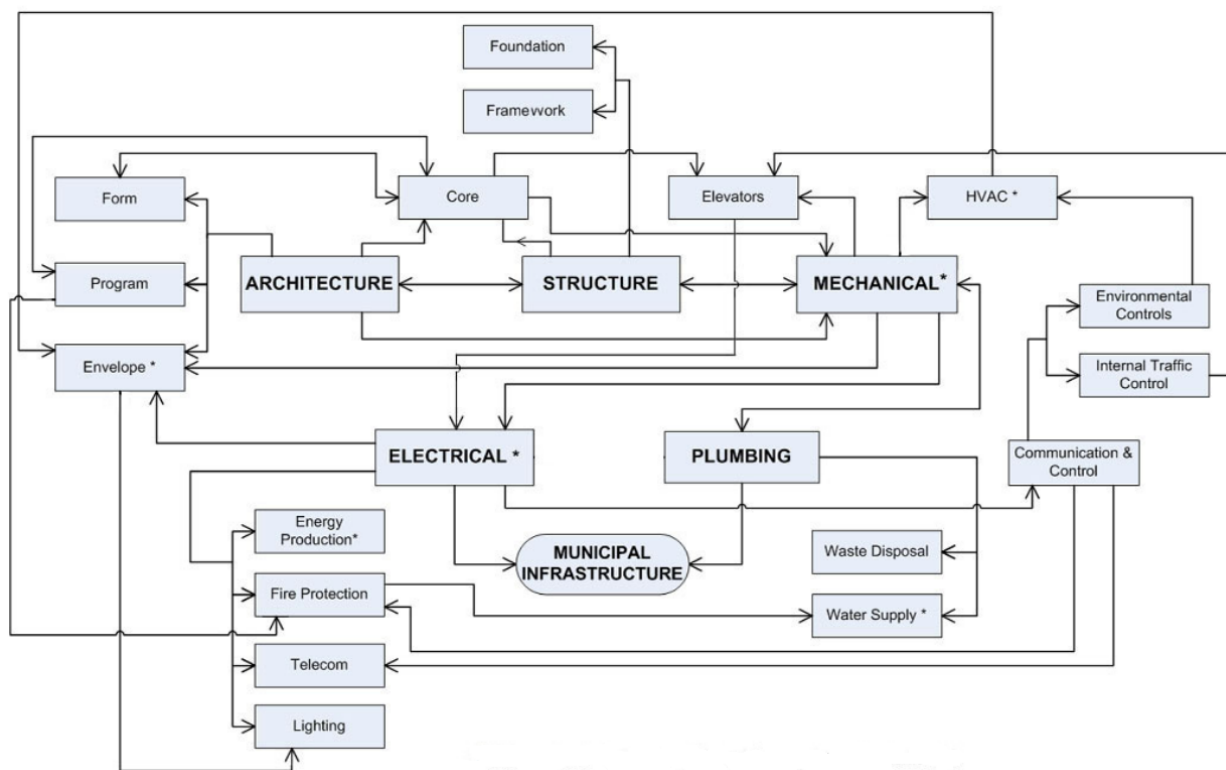 Foundation
Framework
Form
Core
Elevators
HVAC *
ARCHITECTURE
STRUCTURE
MECHANICAL*
Program
Environmental
Controls
Envelope *
Internal Traffic
Control
ELECTRICAL *
PLUMBING
Communication &
Control
Energy
Production*
MUNICIPAL
INFRASTRUCTURE
Waste Disposal
Fire Protection
Water Supply *
Telecom
Lighting